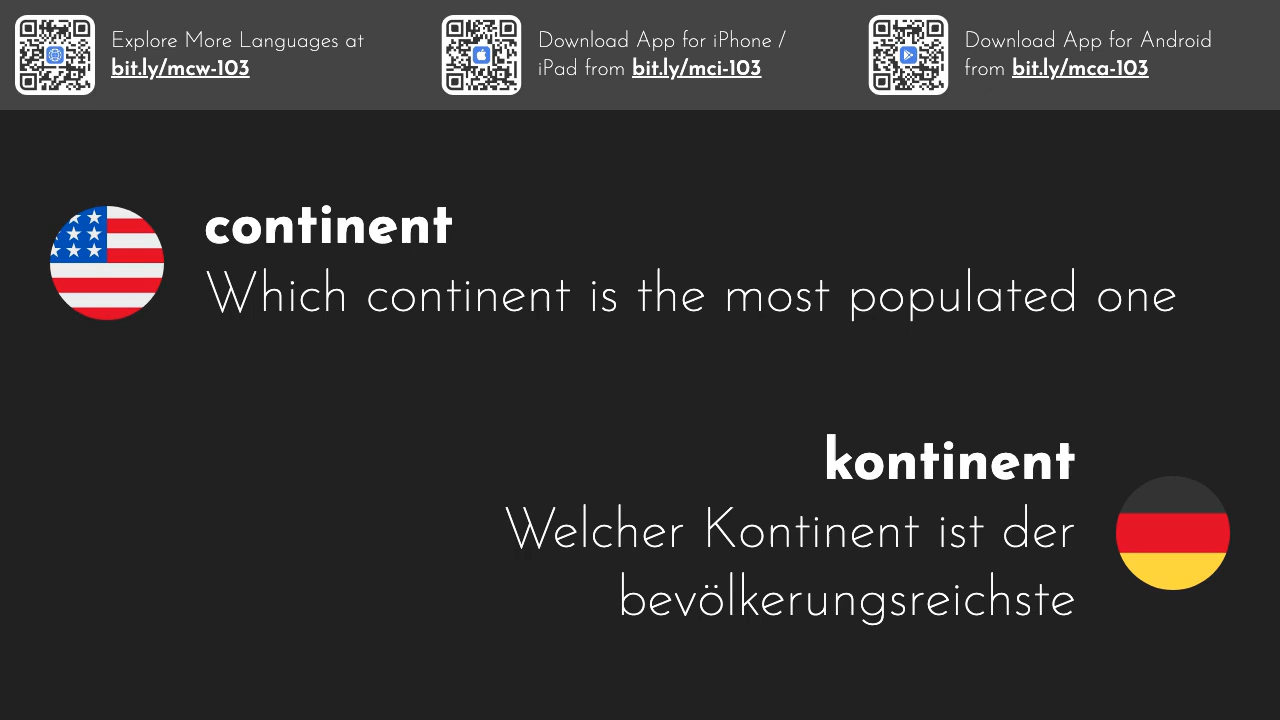 Explore More Languages at
bit.ly/mcw-103
Download App for iPhone /
iPad from bit.ly/mci-103
Download App for Android
from bit.ly/mca-103
continent
Which continent is the most populated one
kontinent
Welcher Kontinent ist der
bevölkerungsreichste